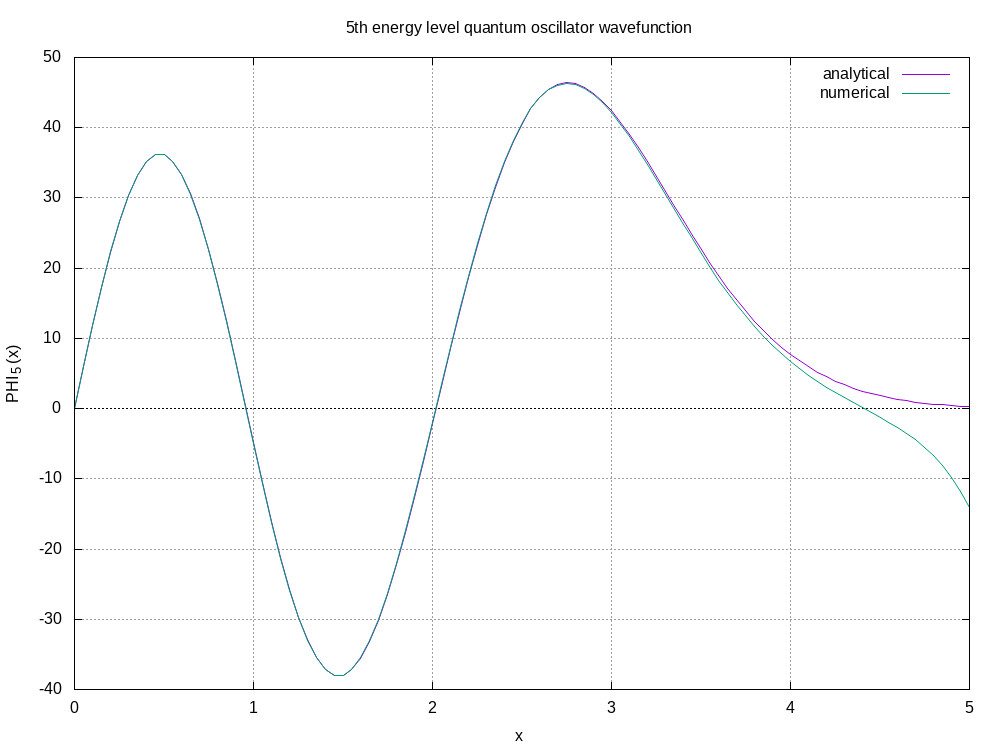 5th energy level quantum oscillator wavefunction
analytical
numerical
50
40
30
20
10
0
-10
-20
-30
-40
PHI₅(x)
0 1 2 3 4 5
x